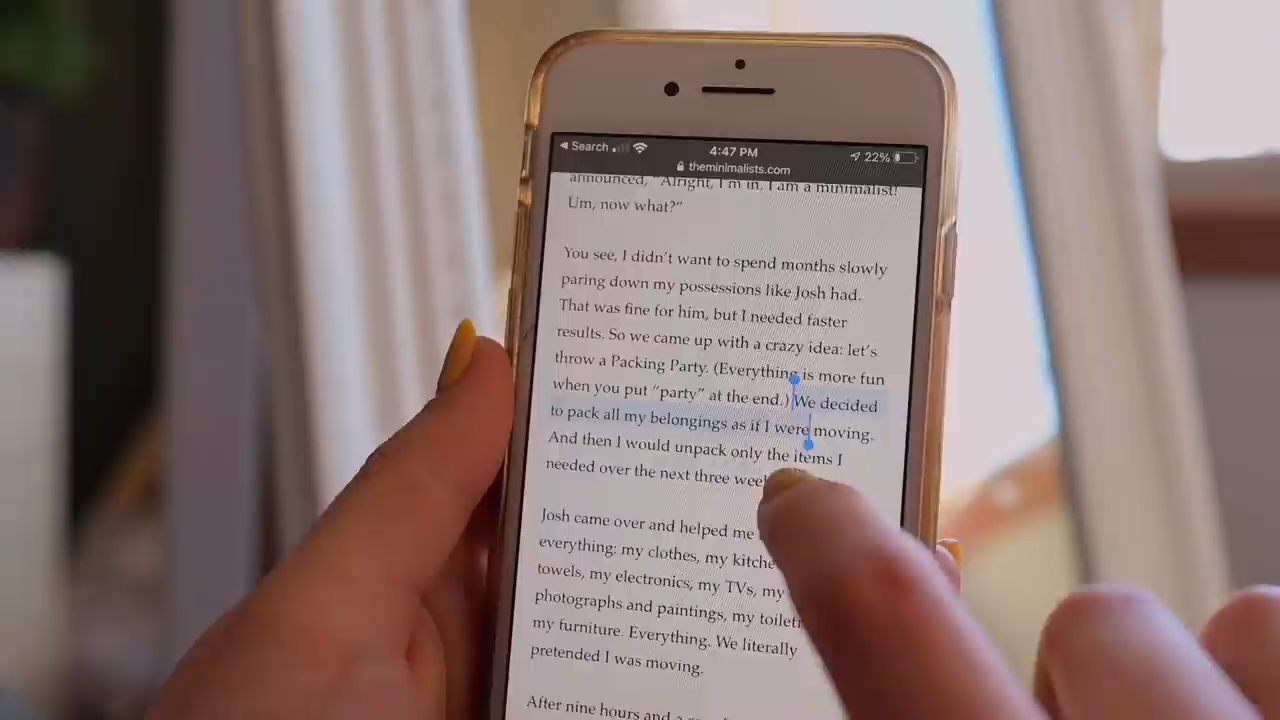 Search
4:47 PM
22%
theminimalists.com
announced, “Alright, I’m in. I am a minimalist!
Um, now what?”
You see, I didn’t want to spend months slowly
paring down my possessions like Josh had.
That was fine for him, but I needed faster
results. So we came up with a crazy idea: let’s
throw a Packing Party. (Everything is more fun
when you put “party” at the end.) We decided
to pack all my belongings as if I were moving.
And then I would unpack only the items I
needed over the next three
Josh came over and helped me
everything: my clothes, my
towels, my electronics, my TVs, my
photographs and paintings, my
my furniture. Everything. We literally
pretended I was moving.
After nine hours and a